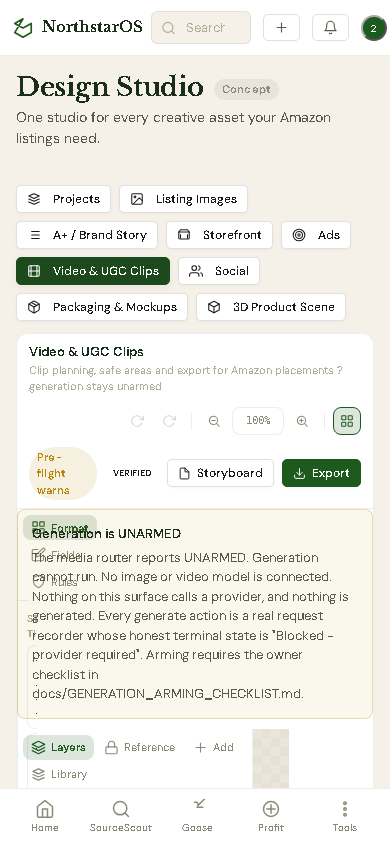 NorthstarOS
Search
2
Design Studio
Concept
One studio for every creative asset your Amazon
listings need.
Projects
Listing Images
A+ / Brand Story
Storefront
Ads
Video & UGC Clips
Social
Packaging & Mockups
3D Product Scene
Video & UGC Clips
Clip planning, safe areas and export for Amazon placements ?
generation stays unarmed
100%
Pre-
flight
warns
VERIFIED
Storyboard
Export
Format
Generation is UNARMED
Fields
The media router reports UNARMED. Generation
Rules
cannot run. No image or video model is connected.
Nothing on this surface calls a provider, and nothing is
generated. Every generate action is a real request
recorder whose honest terminal state is "Blocked -
provider required". Arming requires the owner
checklist in
docs/GENERATION_ARMING_CHECKLIST.md.
Layers
Reference
Add
Library
Home
SourceScout
Goose
Profit
Tools